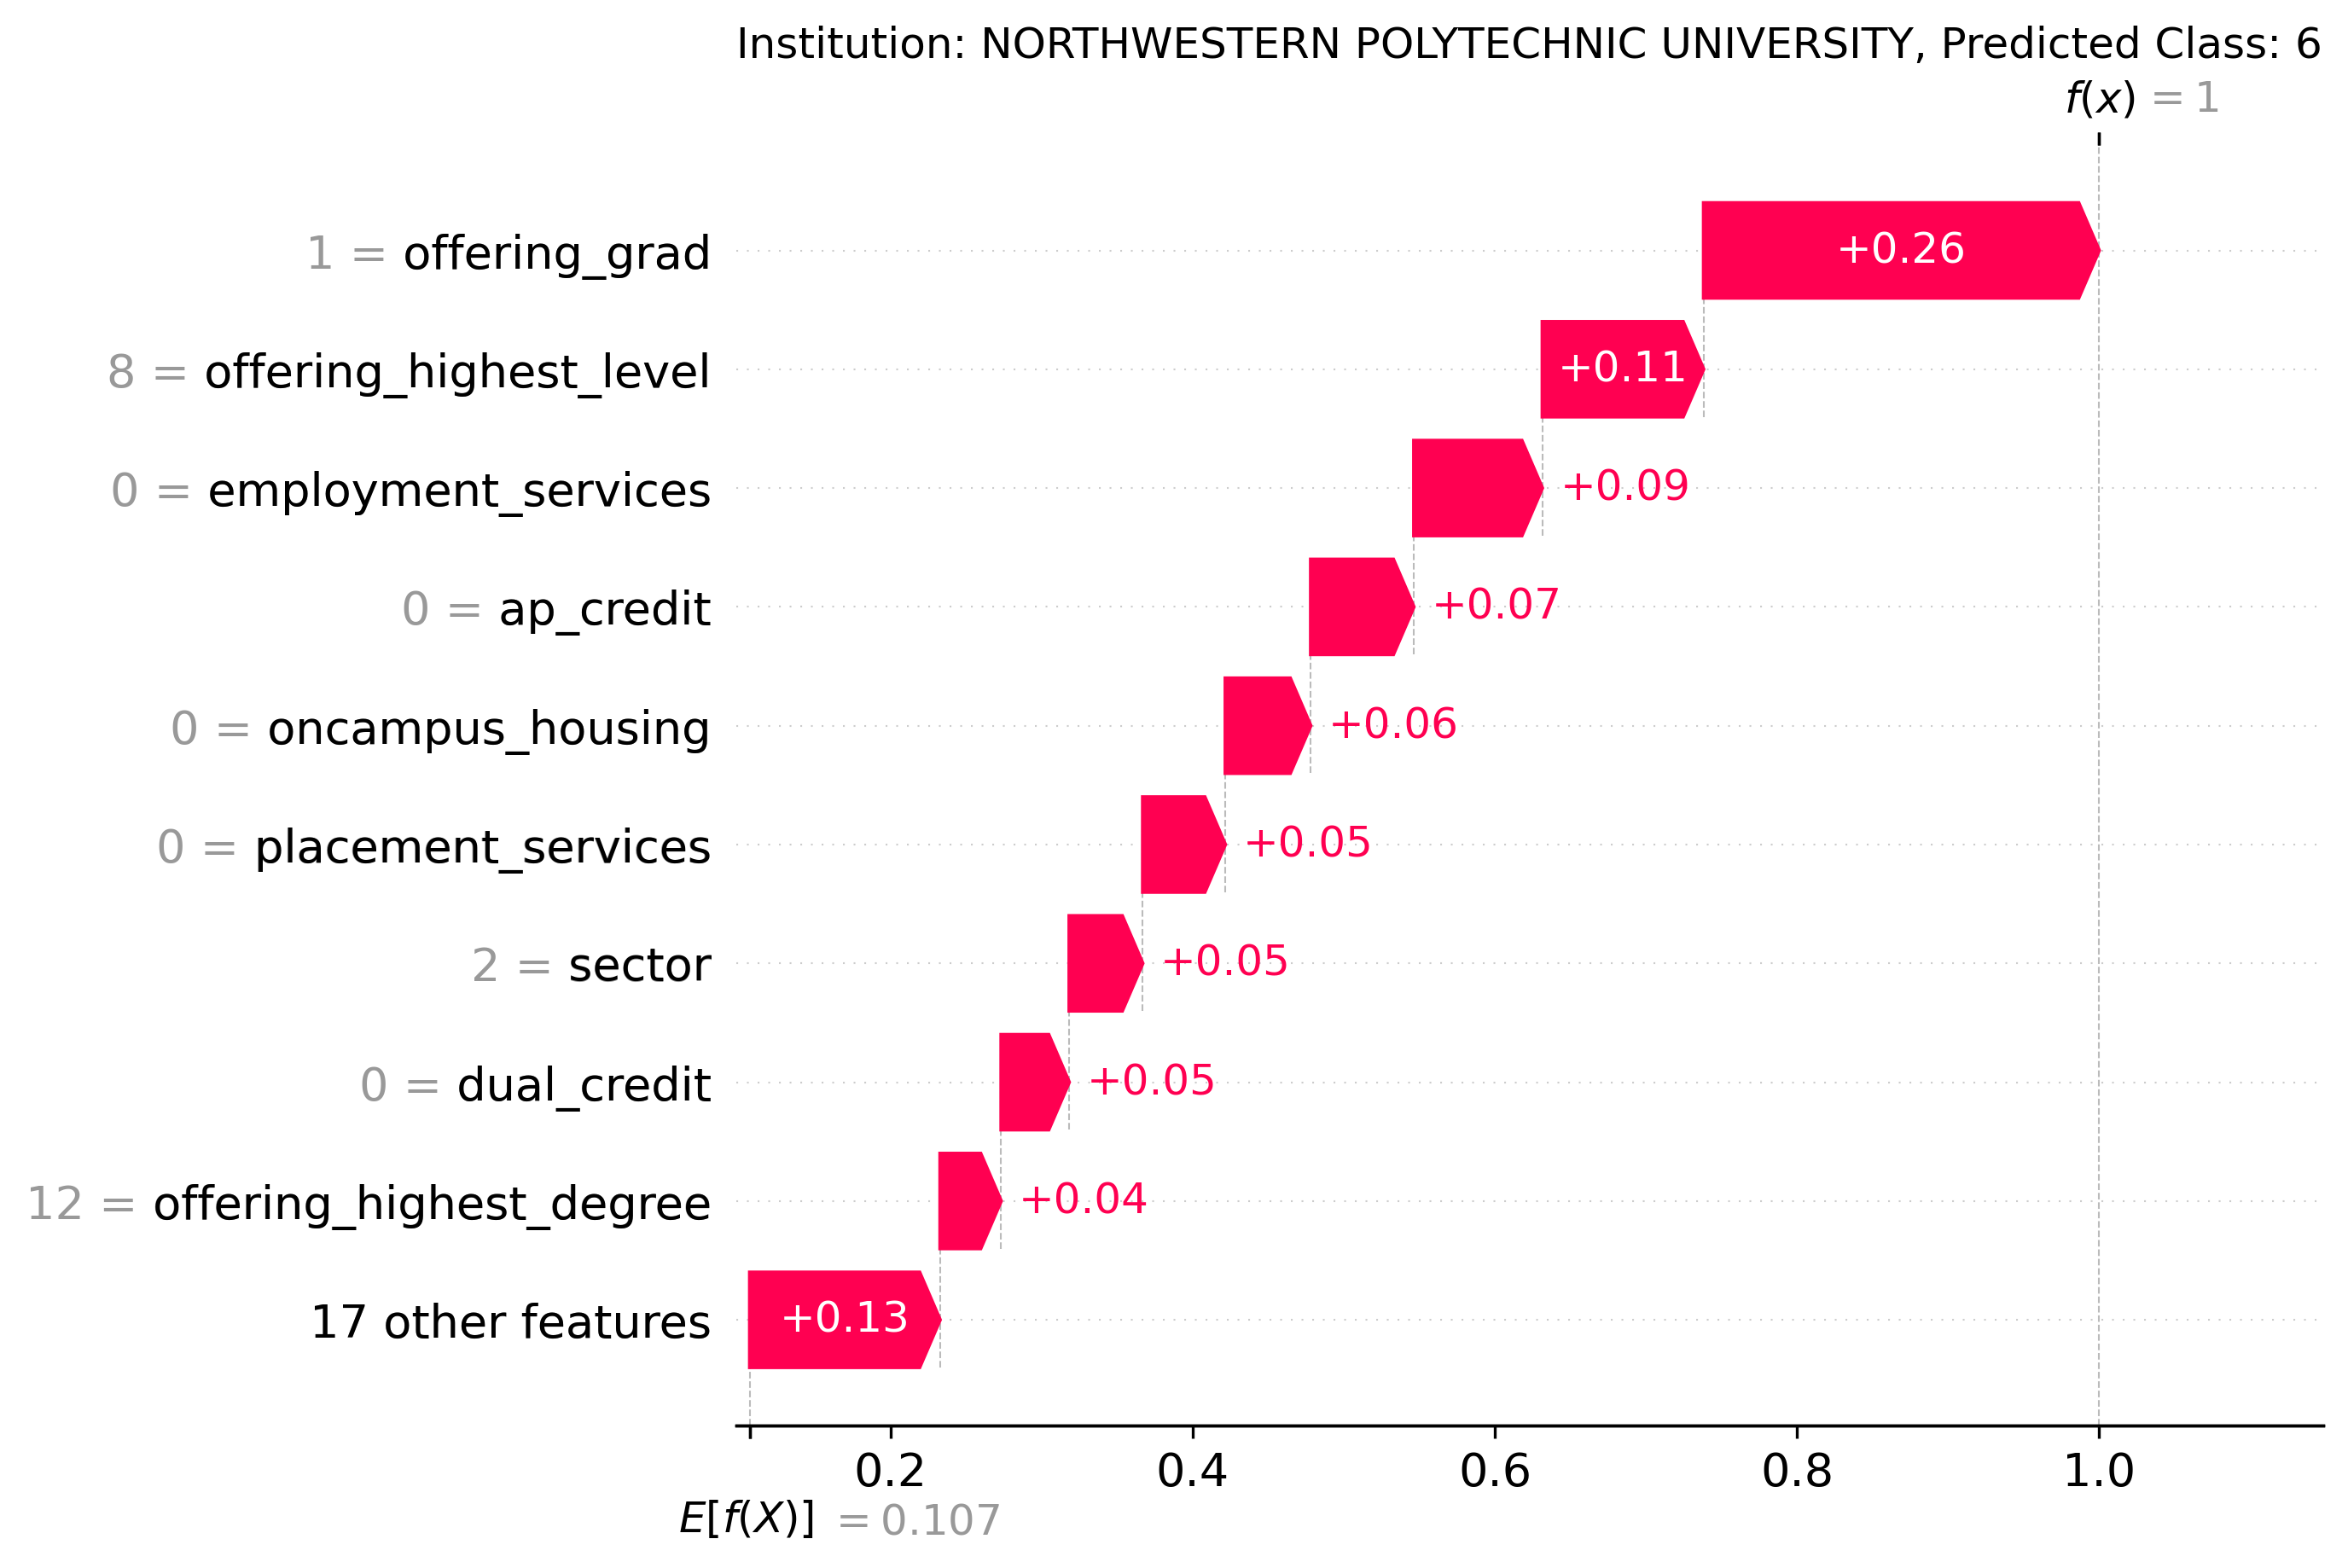 Institution: NORTHWESTERN POLYTECHNIC UNIVERSITY, Predicted Class: 6
f(x) = 1
1 = offering_grad +0.26
8 = offering_highest_level +0.11
0 = employment_services +0.09
0 = ap_credit +0.07
0 = oncampus_housing +0.06
0 = placement_services +0.05
2 = sector +0.05
0 = dual_credit +0.05
12 = offering_highest_degree +0.04
17 other features +0.13
0.2 0.4 0.6 0.8 1.0
E[f(X)] = 0.107